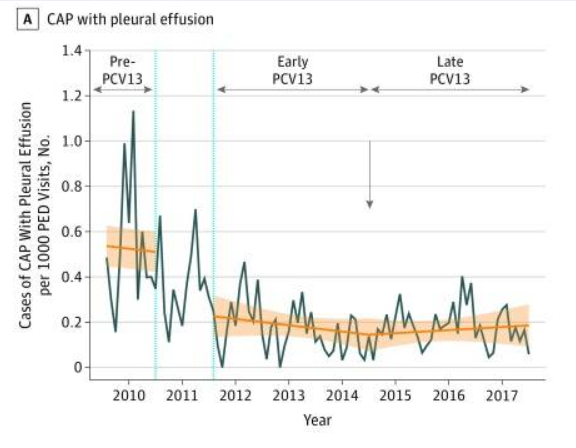 A CAP with pleural effusion
Pre-
PCV13
Early
PCV13
Late
PCV13
Cases of CAP With Pleural Effusion
per 1000 PED Visits, No.
1.4
1.2
1.0
0.8
0.6
0.4
0.2
0
2010 2011 2012 2013 2014 2015 2016 2017
Year